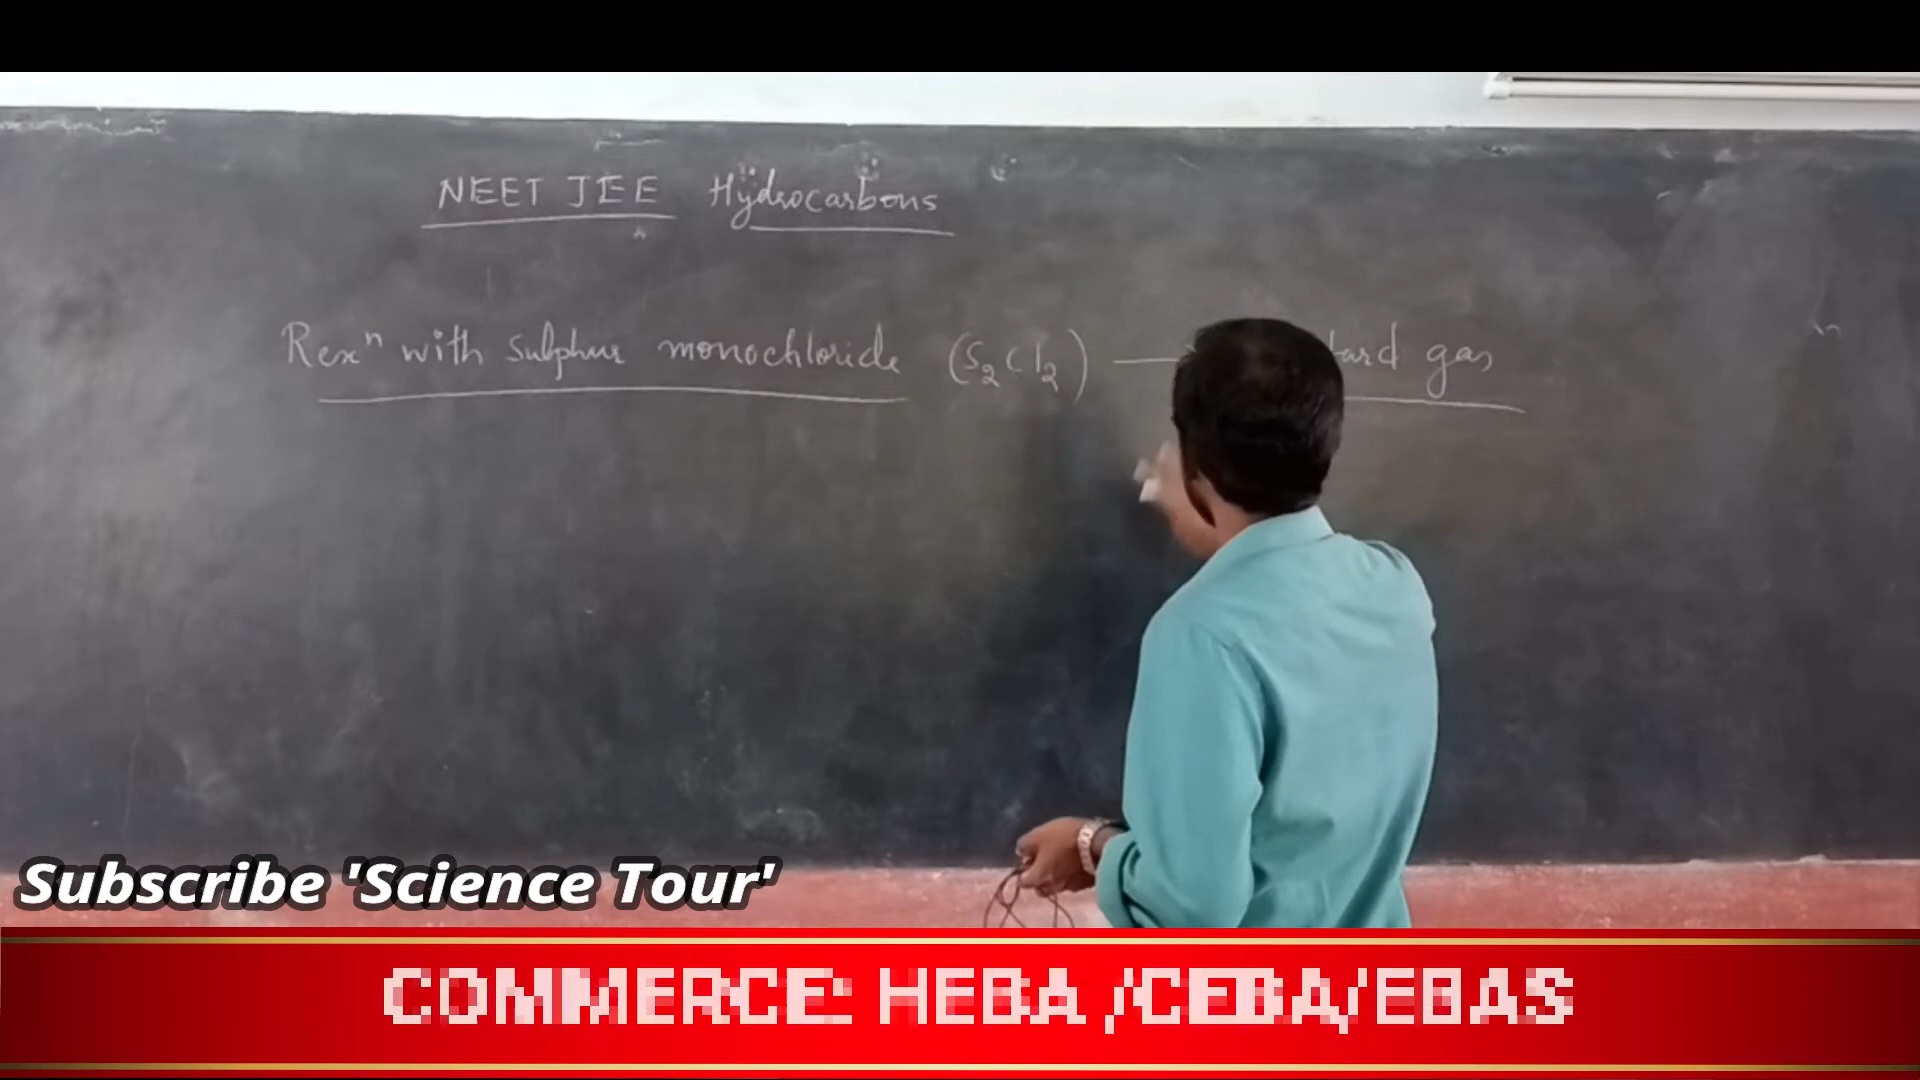 NEET JEE Hydrocarbons
Rexⁿ with sulphur monochloride (S₂Cl₂) → tard gas
Subscribe 'Science Tour'
COMMERCE: HEBA /CEBA/EBAS